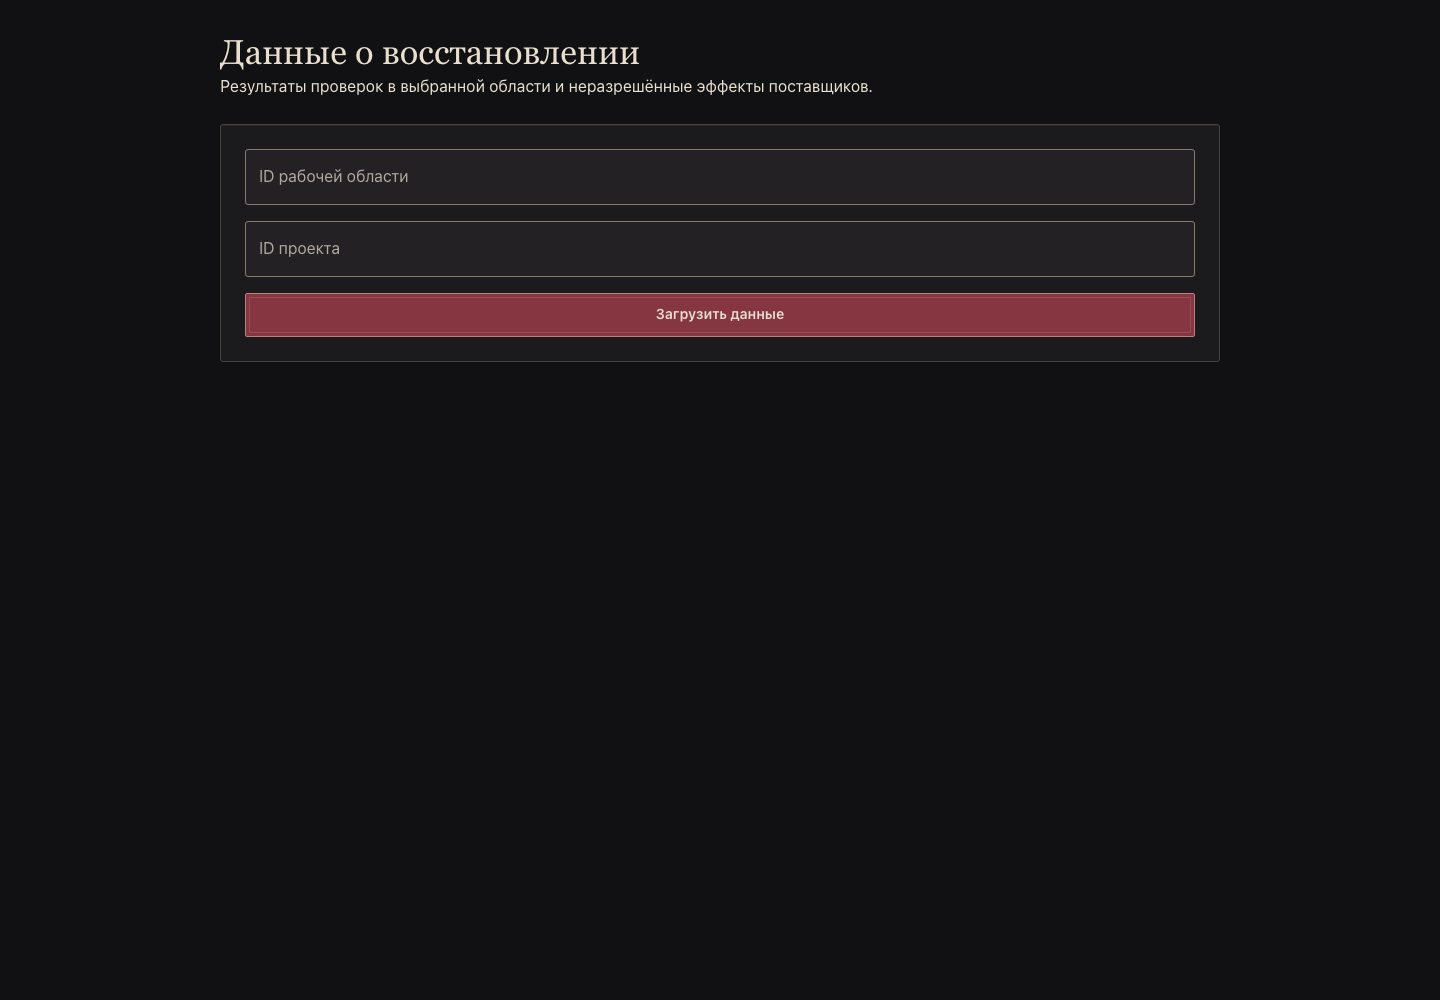 Данные о восстановлении
Результаты проверок в выбранной области и неразрешённые эффекты поставщиков.
ID рабочей области
ID проекта
Загрузить данные